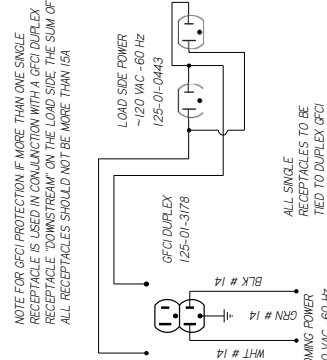 NOTE FOR GFCI PROTECTION: IF MORE THAN ONE SINGLE
RECEPTACLE IS USED IN CONJUNCTION WITH A GFCI DUPLEX
RECEPTACLE "DOWNSTREAM" ON THE LOAD SIDE, THE SUM OF
ALL RECEPTACLES SHOULD NOT BE MORE THAN 15A
LOAD SIDE POWER
~120 VAC -60 Hz
125-01-0443
GFCI DUPLEX
125-01-3178
ALL SINGLE
RECEPTACLES TO BE
TIED TO DUPLEX GFCI
BLK # 14
GRN # 14
WHT # 14
OMING POWER
0 VAC -60 Hz